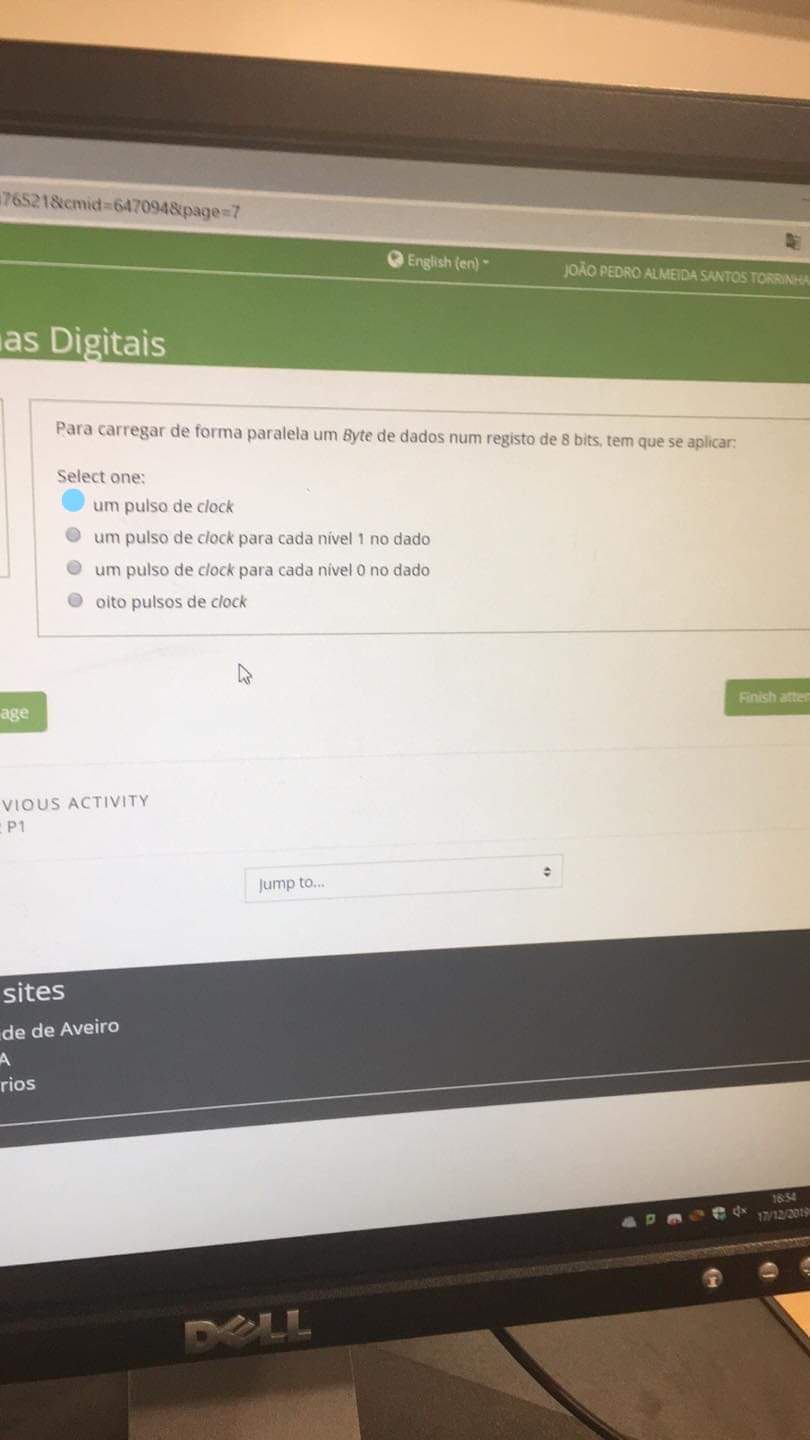 76521&cmid=647094&page=7
English (en)
JOÃO PEDRO ALMEIDA SANTOS TORRINHA
as Digitais
Para carregar de forma paralela um Byte de dados num registo de 8 bits, tem que se aplicar:
Select one:
um pulso de clock
um pulso de clock para cada nível 1 no dado
um pulso de clock para cada nível 0 no dado
oito pulsos de clock
age
Finish atte
VIOUS ACTIVITY
P1
Jump to...
sites
de de Aveiro
A
rios
18:54
17/12/2019
DELL